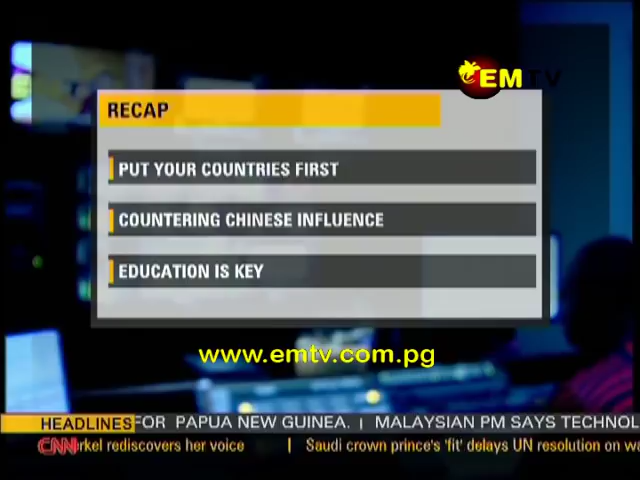 EMTV
RECAP
PUT YOUR COUNTRIES FIRST
COUNTERING CHINESE INFLUENCE
EDUCATION IS KEY
www.emtv.com.pg
HEADLINES FOR PAPUA NEW GUINEA. | MALAYSIAN PM SAYS TECHNOL
CNN rkel rediscovers her voice | Saudi crown prince's 'fit' delays UN resolution on wa